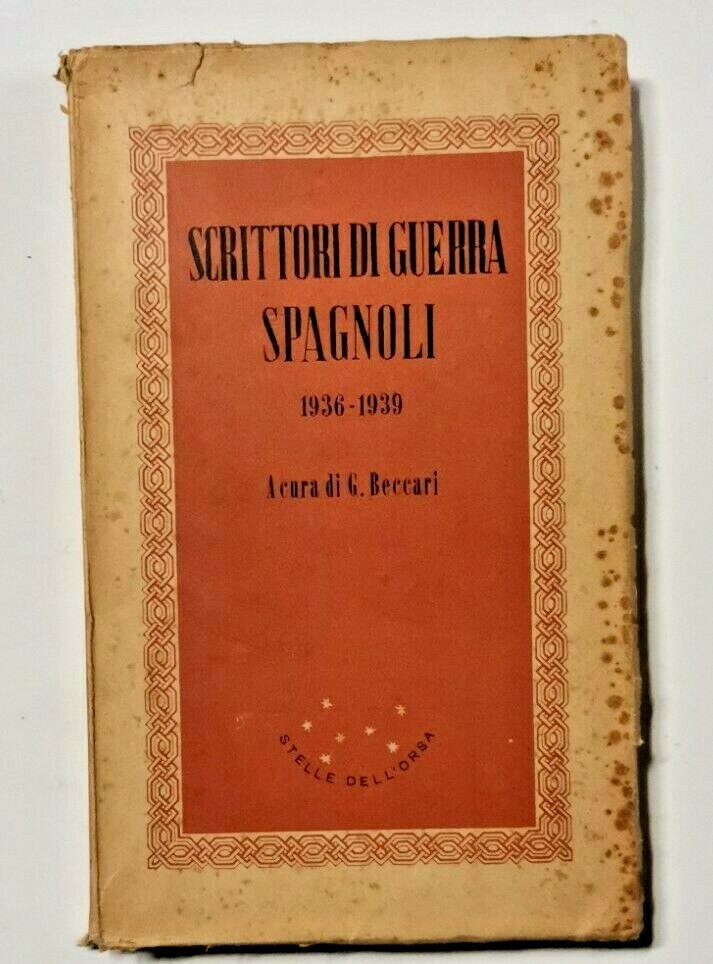 SCRITTORI DI GUERRA
SPAGNOLI
1936-1939
A cura di G. Beccari
STELLE DELL'ORSA